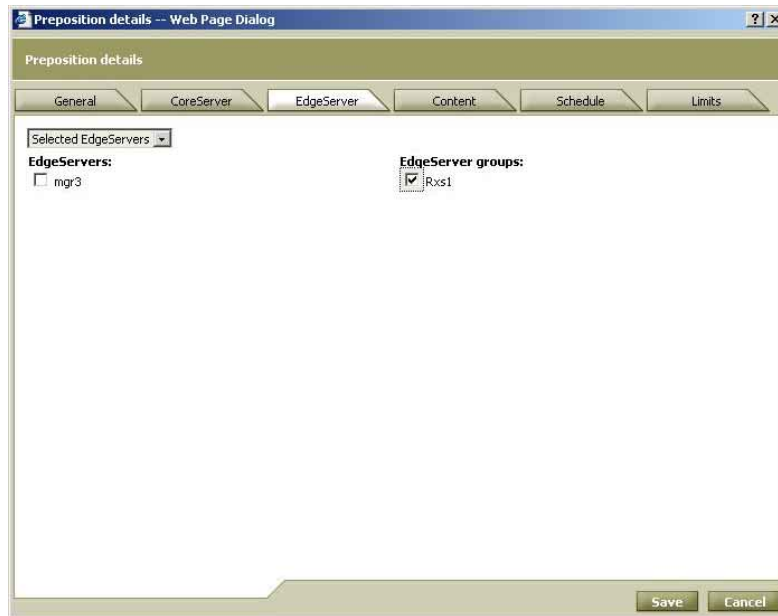 Preposition details -- Web Page Dialog
Preposition details
General CoreServer EdgeServer Content Schedule Limits
Selected EdgeServers
EdgeServers: EdgeServer groups:
mgr3 Rxs1
Save Cancel